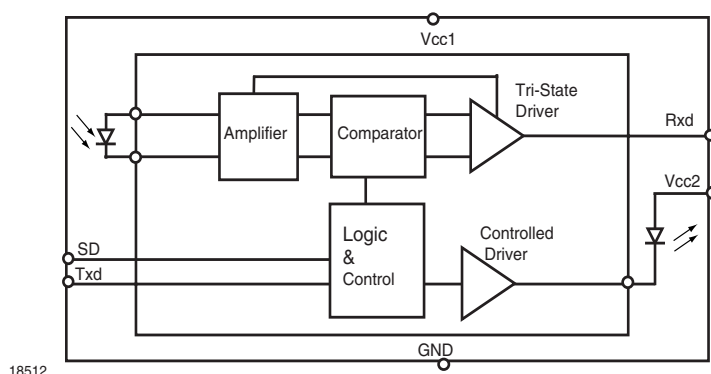 Vcc1
Tri-State
Driver
Amplifier
Comparator
Rxd
Vcc2
SD
Txd
Logic
&
Control
Controlled
Driver
GND
18512